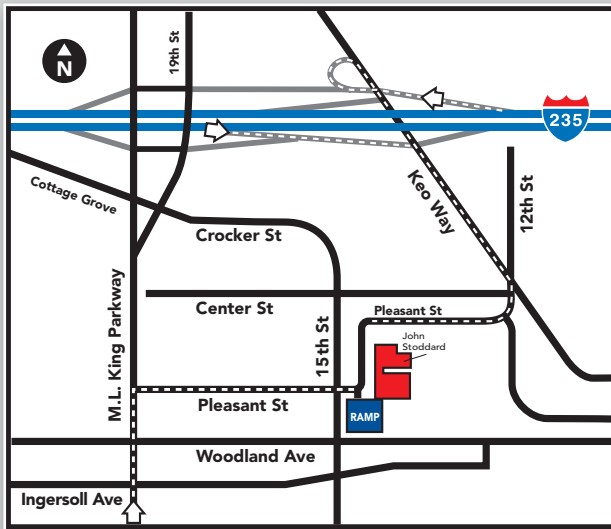 N
19th St
235
Cottage Grove
Keo Way
12th St
Crocker St
Center St
Pleasant St
John
Stoddard
15th St
M.L. King Parkway
Pleasant St
RAMP
Woodland Ave
Ingersoll Ave